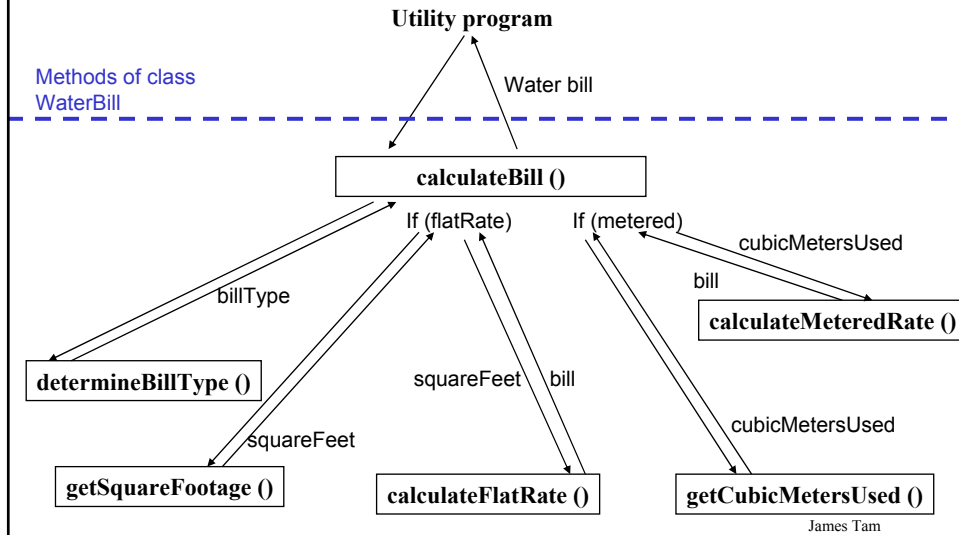 Utility program
Methods of class
WaterBill
Water bill
calculateBill ()
If (flatRate)
If (metered)
cubicMetersUsed
bill
billType
calculateMeteredRate ()
determineBillType ()
squareFeet
bill
cubicMetersUsed
squareFeet
getSquareFootage ()
calculateFlatRate ()
getCubicMetersUsed ()
James Tam